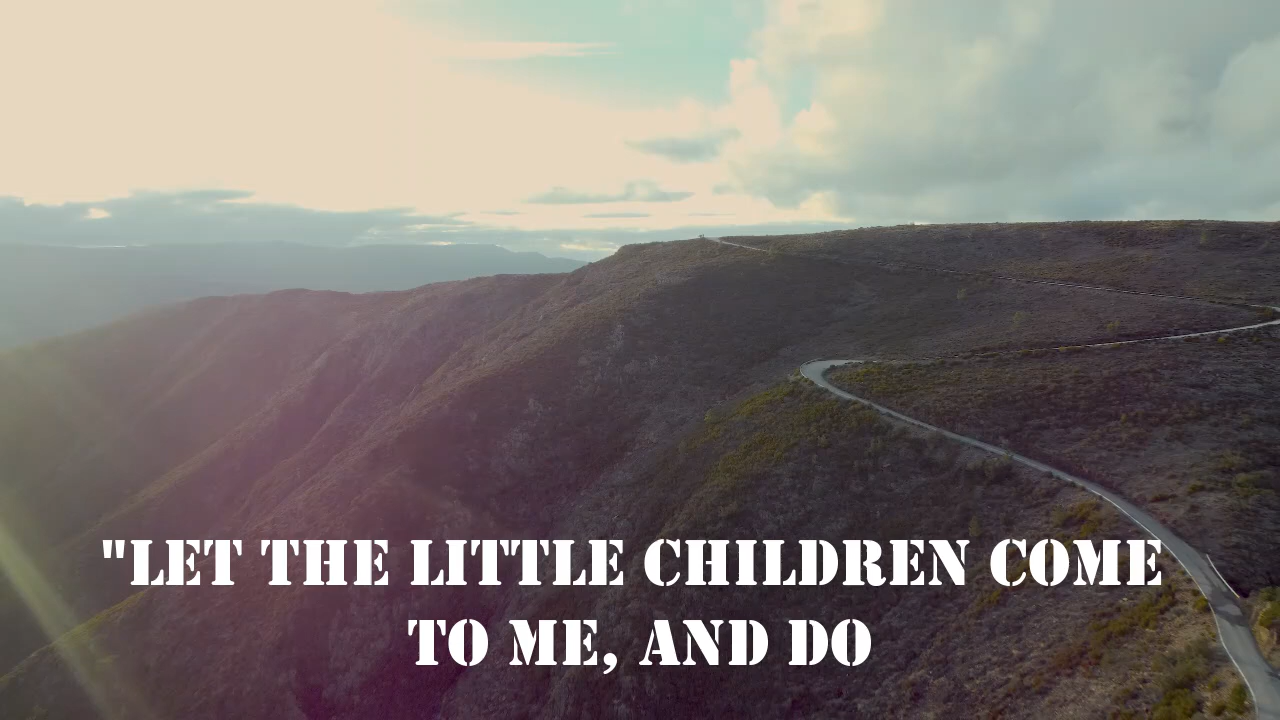 "LET THE LITTLE CHILDREN COME
TO ME, AND DO